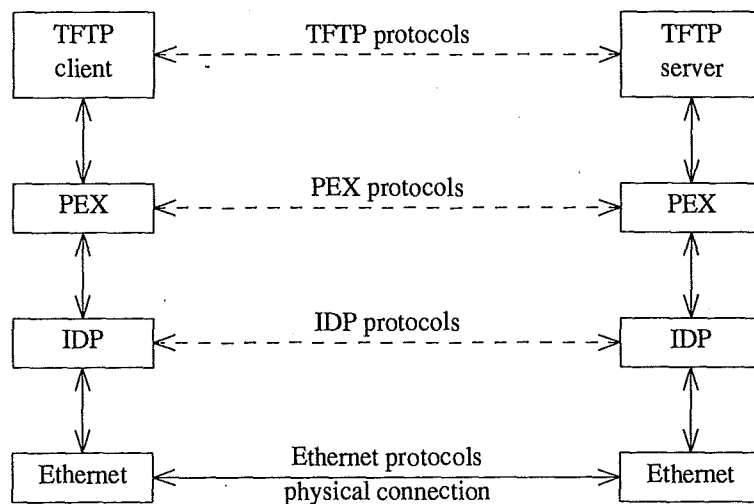 TFTP
client
TFTP protocols
TFTP
server
PEX
PEX protocols
PEX
IDP
IDP protocols
IDP
Ethernet
Ethernet protocols
physical connection
Ethernet